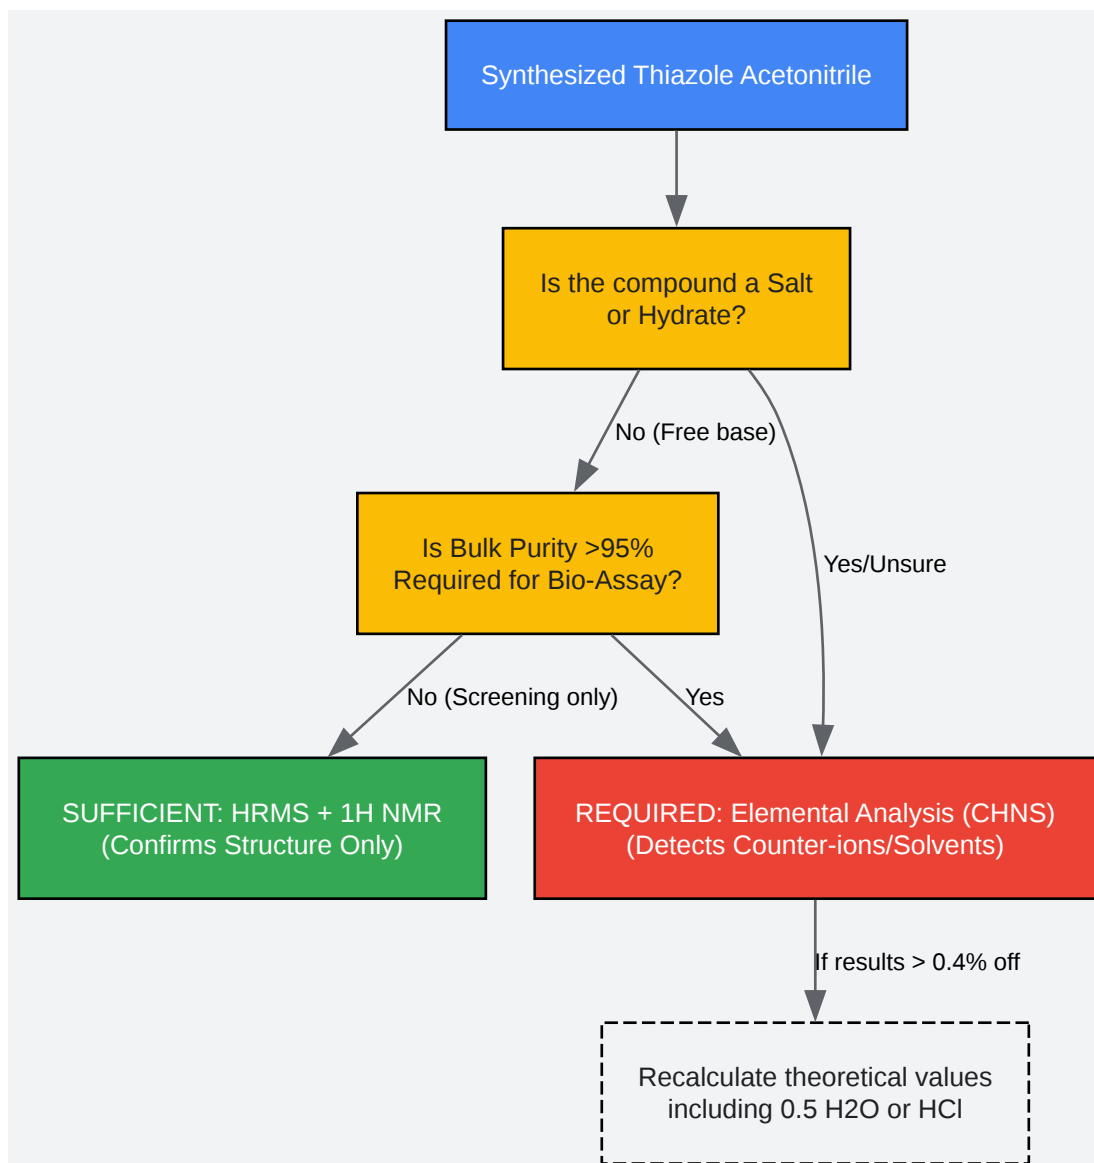 Synthesized Thiazole Acetonitrile
Is the compound a Salt
or Hydrate?
No (Free base)
Is Bulk Purity >95%
Required for Bio-Assay?
Yes/Unsure
No (Screening only)
Yes
SUFFICIENT: HRMS + 1H NMR
(Confirms Structure Only)
REQUIRED: Elemental Analysis (CHNS)
(Detects Counter-ions/Solvents)
If results > 0.4% off
Recalculate theoretical values
including 0.5 H2O or HCl